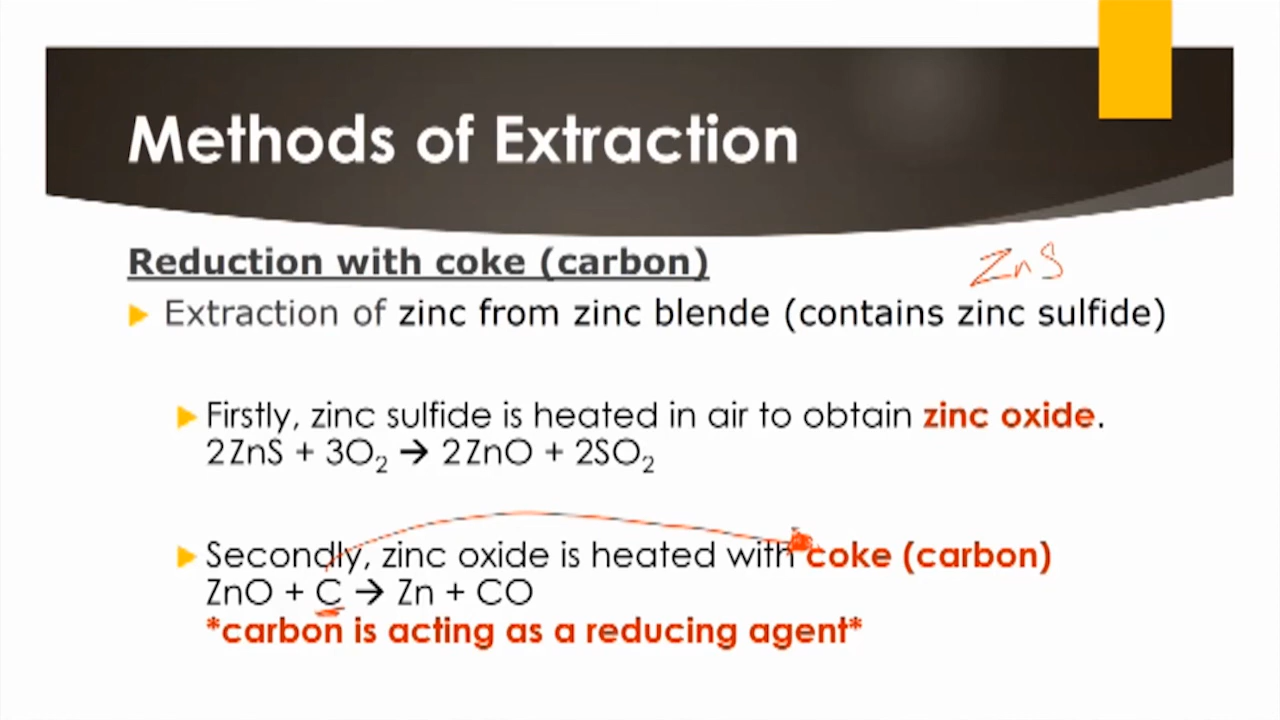 Methods of Extraction
Reduction with coke (carbon)
ZnS
Extraction of zinc from zinc blende (contains zinc sulfide)
Firstly, zinc sulfide is heated in air to obtain zinc oxide.
2ZnS + 3O₂ → 2ZnO + 2SO₂
Secondly, zinc oxide is heated with coke (carbon)
ZnO + C → Zn + CO
*carbon is acting as a reducing agent*